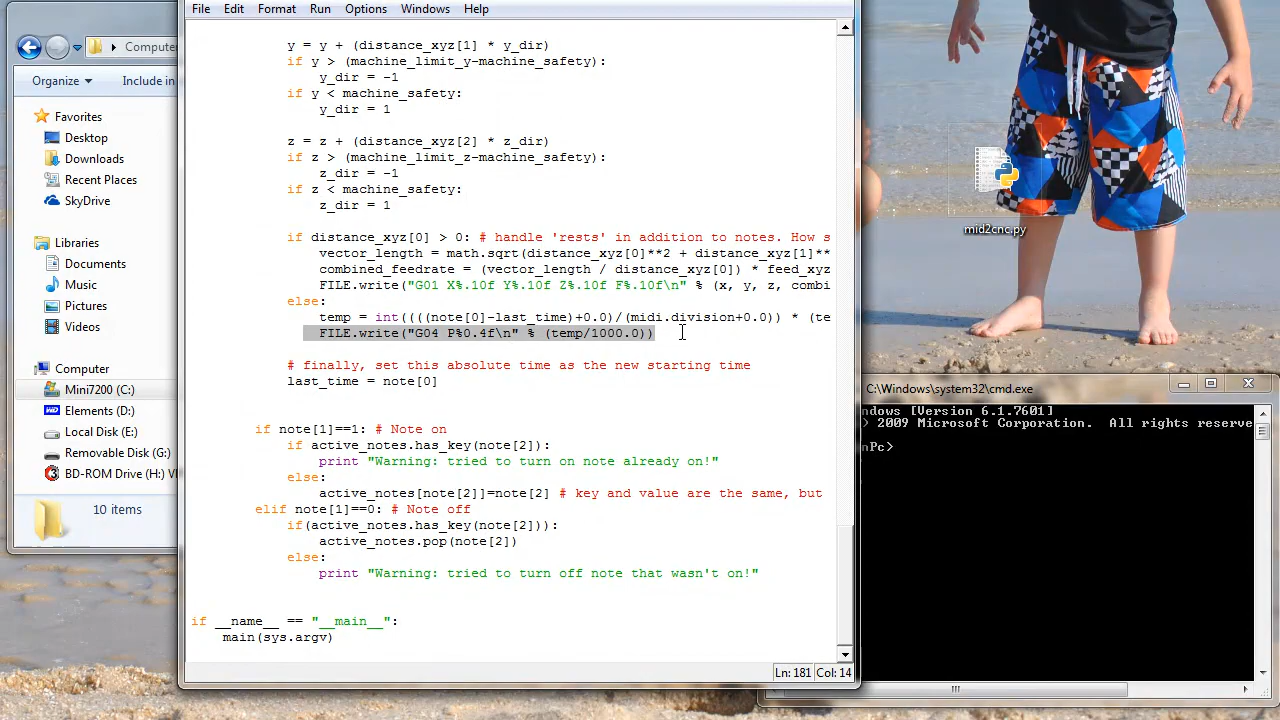 File Edit Format Run Options Windows Help
Computer
Organize
Include in
Favorites
Desktop
Downloads
Recent Places
SkyDrive
Libraries
Documents
Music
Pictures
Videos
Computer
Mini7200 (C:)
Elements (D:)
Local Disk (E:)
Removable Disk (G:)
BD-ROM Drive (H:)
10 items
y = y + (distance_xyz[1] * y_dir)
if y > (machine_limit_y-machine_safety):
y_dir = -1
if y < machine_safety:
y_dir = 1
z = z + (distance_xyz[2] * z_dir)
if z > (machine_limit_z-machine_safety):
z_dir = -1
if z < machine_safety:
z_dir = 1
if distance_xyz[0] > 0: # handle 'rests' in addition to notes. How s
vector_length = math.sqrt(distance_xyz[0]**2 + distance_xyz[1]**
combined_feedrate = (vector_length / distance_xyz[0]) * feed_xyz
FILE.write("G01 X%.10f Y%.10f Z%.10f F%.10f\n" % (x, y, z, combi
else:
temp = int((((note[0]-last_time)+0.0)/(midi.division+0.0)) * (te
FILE.write("G04 P%0.4f\n" % (temp/1000.0))
# finally, set this absolute time as the new starting time
last_time = note[0]
if note[1]==1: # Note on
if active_notes.has_key(note[2]):
print "Warning: tried to turn on note already on!"
else:
active_notes[note[2]]=note[2] # key and value are the same, but
elif note[1]==0: # Note off
if(active_notes.has_key(note[2])):
active_notes.pop(note[2])
else:
print "Warning: tried to turn off note that wasn't on!"
if __name__ == "__main__":
main(sys.argv)
Ln: 181 Col: 14
mid2cnc.py
C:\Windows\system32\cmd.exe
ndows [Version 6.1.7601]
) 2009 Microsoft Corporation. All rights reserve
nPc>